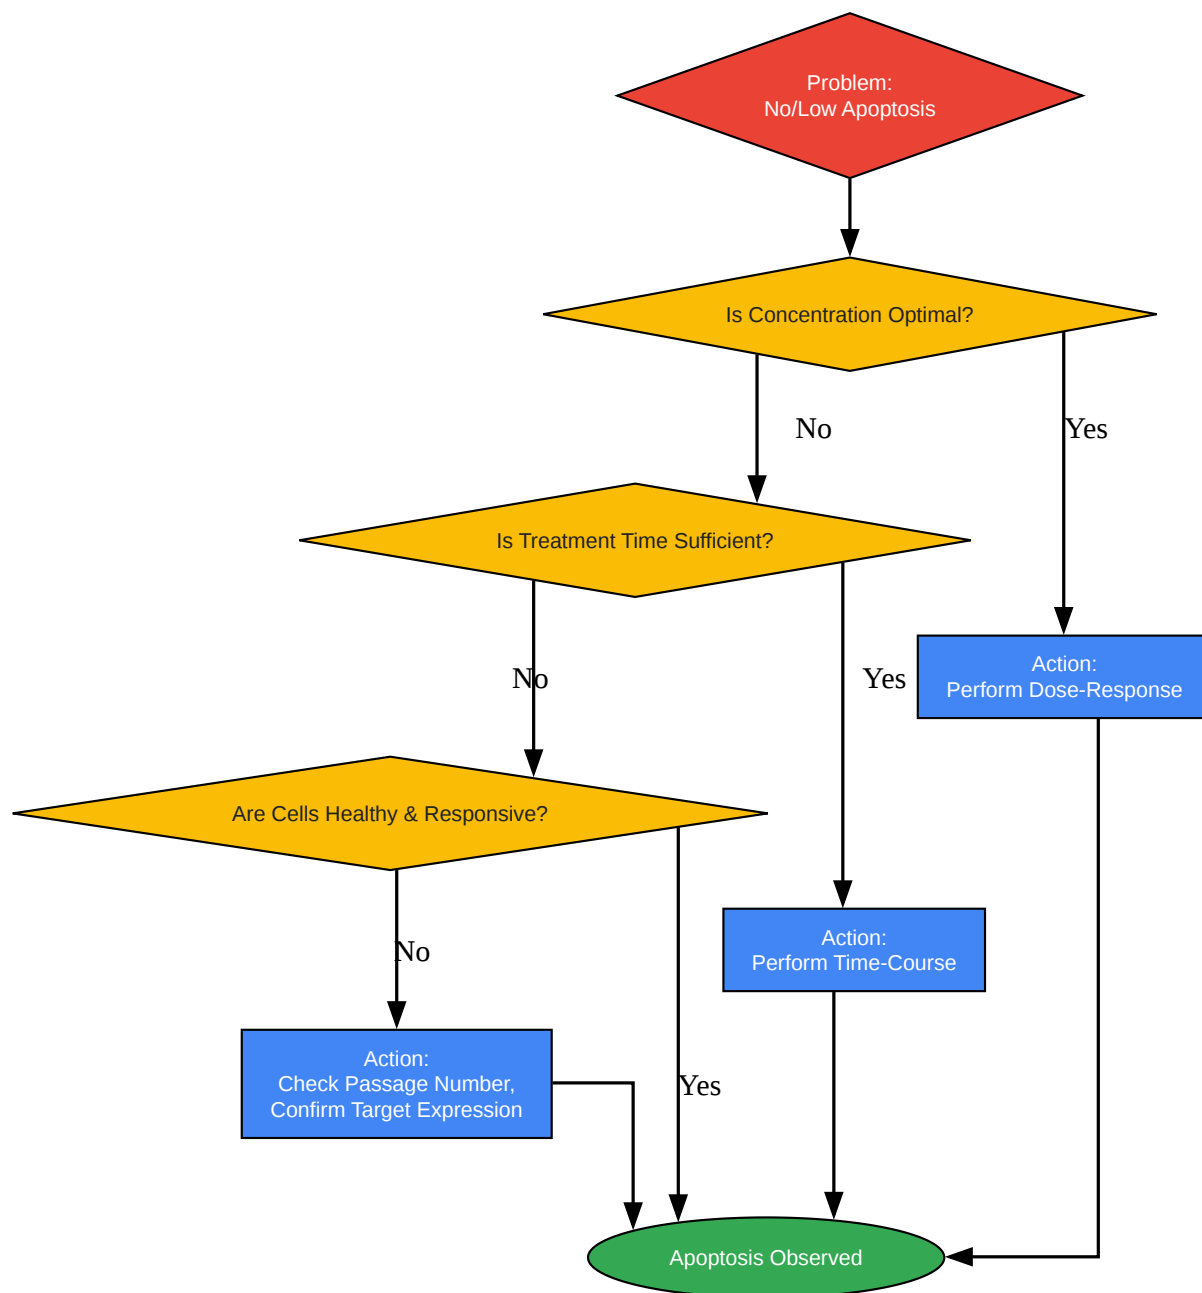 Problem:
No/Low Apoptosis
Is Concentration Optimal?
No
Yes
Is Treatment Time Sufficient?
No
Yes
Action:
Perform Dose-Response
Are Cells Healthy & Responsive?
No
Action:
Perform Time-Course
Action:
Check Passage Number,
Confirm Target Expression
Yes
Apoptosis Observed